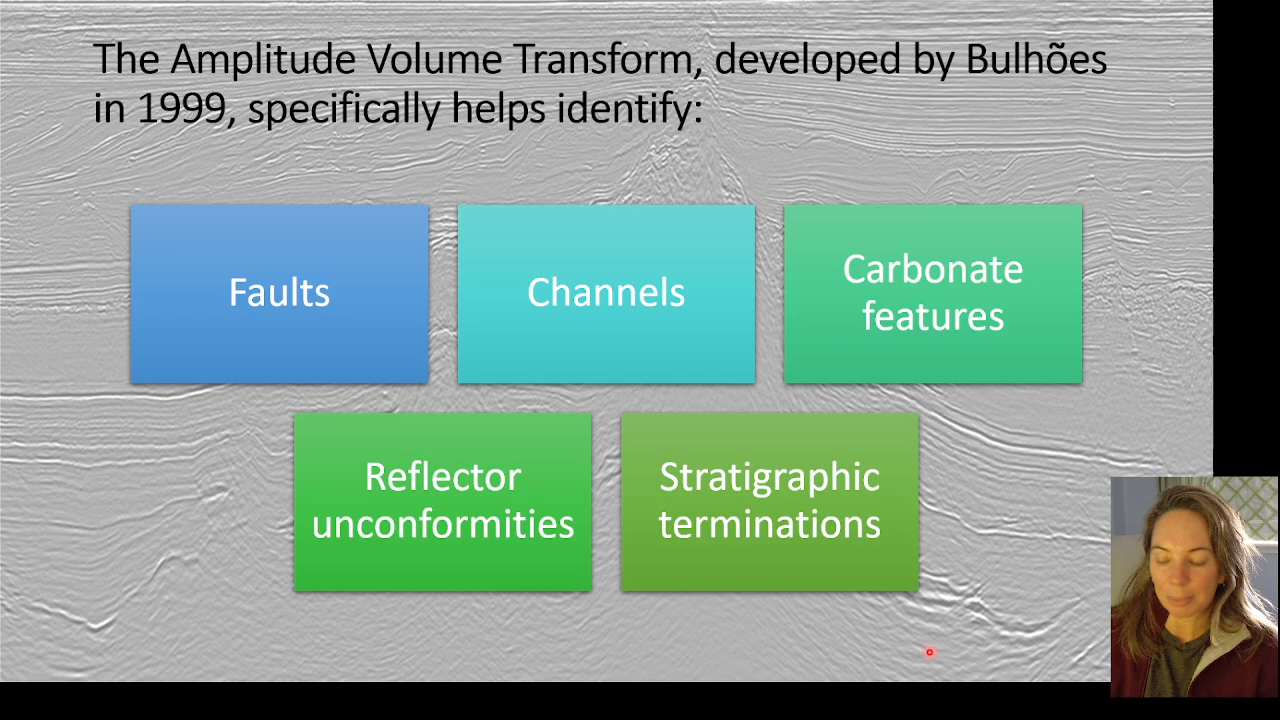 The Amplitude Volume Transform, developed by Bulhões
in 1999, specifically helps identify:
Faults
Channels
Carbonate
features
Reflector
unconformities
Stratigraphic
terminations